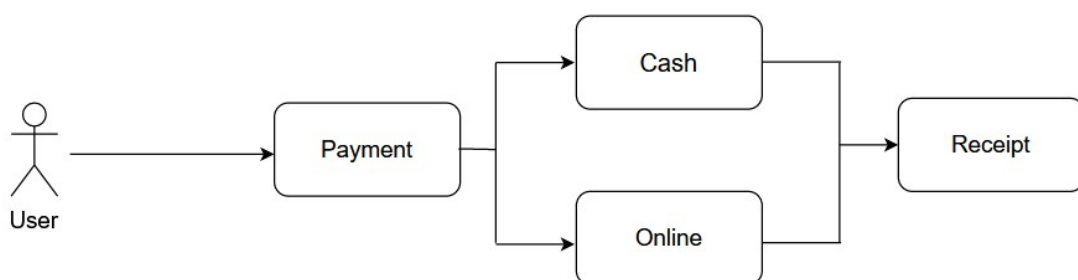 User
Payment
Cash
Online
Receipt